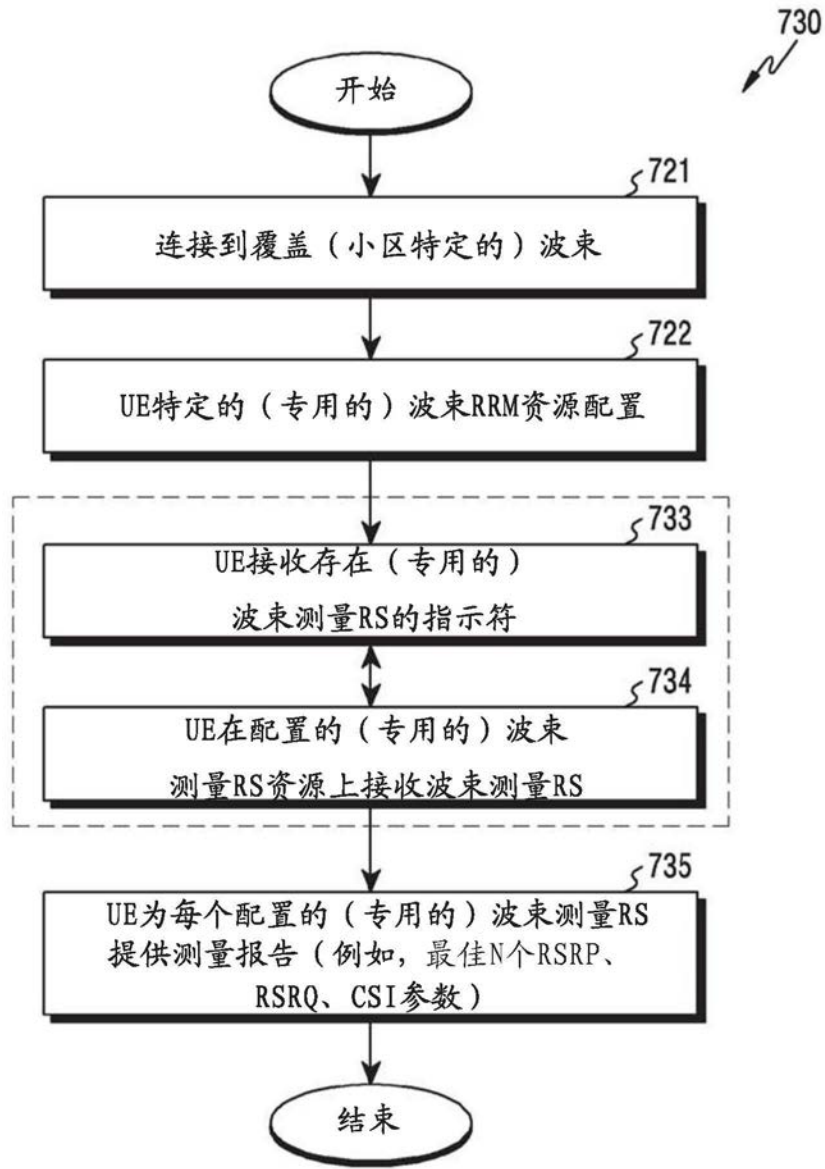 730
开始
721
连接到覆盖（小区特定的）波束
722
UE特定的（专用的）波束RRM资源配置
733
UE接收存在（专用的）
波束测量RS的指示符
734
UE在配置的（专用的）波束
测量RS资源上接收波束测量RS
735
UE为每个配置的（专用的）波束测量RS
提供测量报告（例如，最佳N个RSRP、
RSRQ、CSI参数）
结束